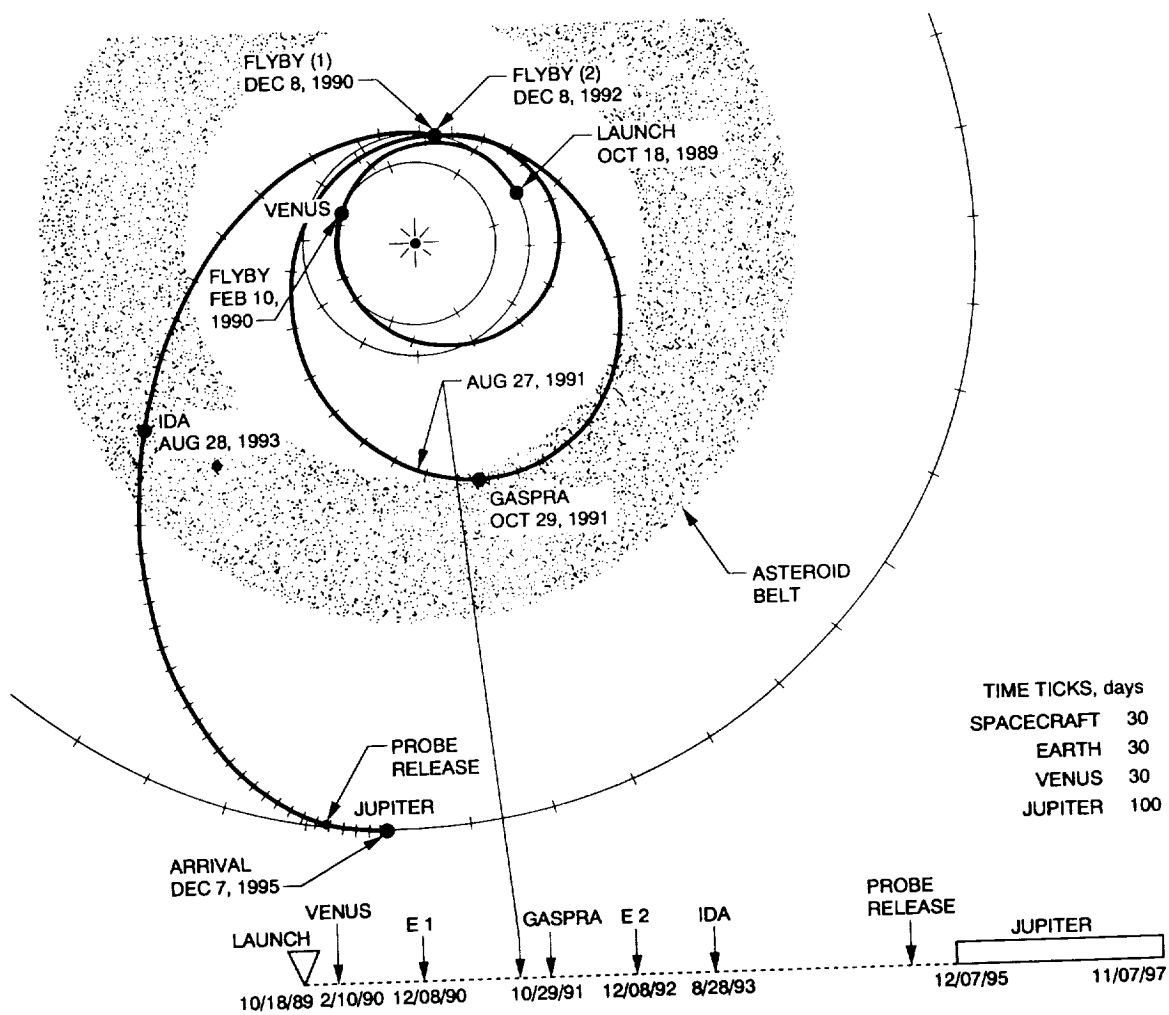 FLYBY (1)
DEC 8, 1990
FLYBY (2)
DEC 8, 1992
LAUNCH
OCT 18, 1989
VENUS
FLYBY
FEB 10,
1990
AUG 27, 1991
IDA
AUG 28, 1993
GASPRA
OCT 29, 1991
ASTEROID
BELT
TIME TICKS, days
SPACECRAFT 30
EARTH 30
VENUS 30
JUPITER 100
PROBE
RELEASE
JUPITER
ARRIVAL
DEC 7, 1995
LAUNCH
VENUS
E 1
GASPRA
E 2
IDA
PROBE
RELEASE
JUPITER
10/18/89
2/10/90
12/08/90
10/29/91
12/08/92
8/28/93
12/07/95
11/07/97